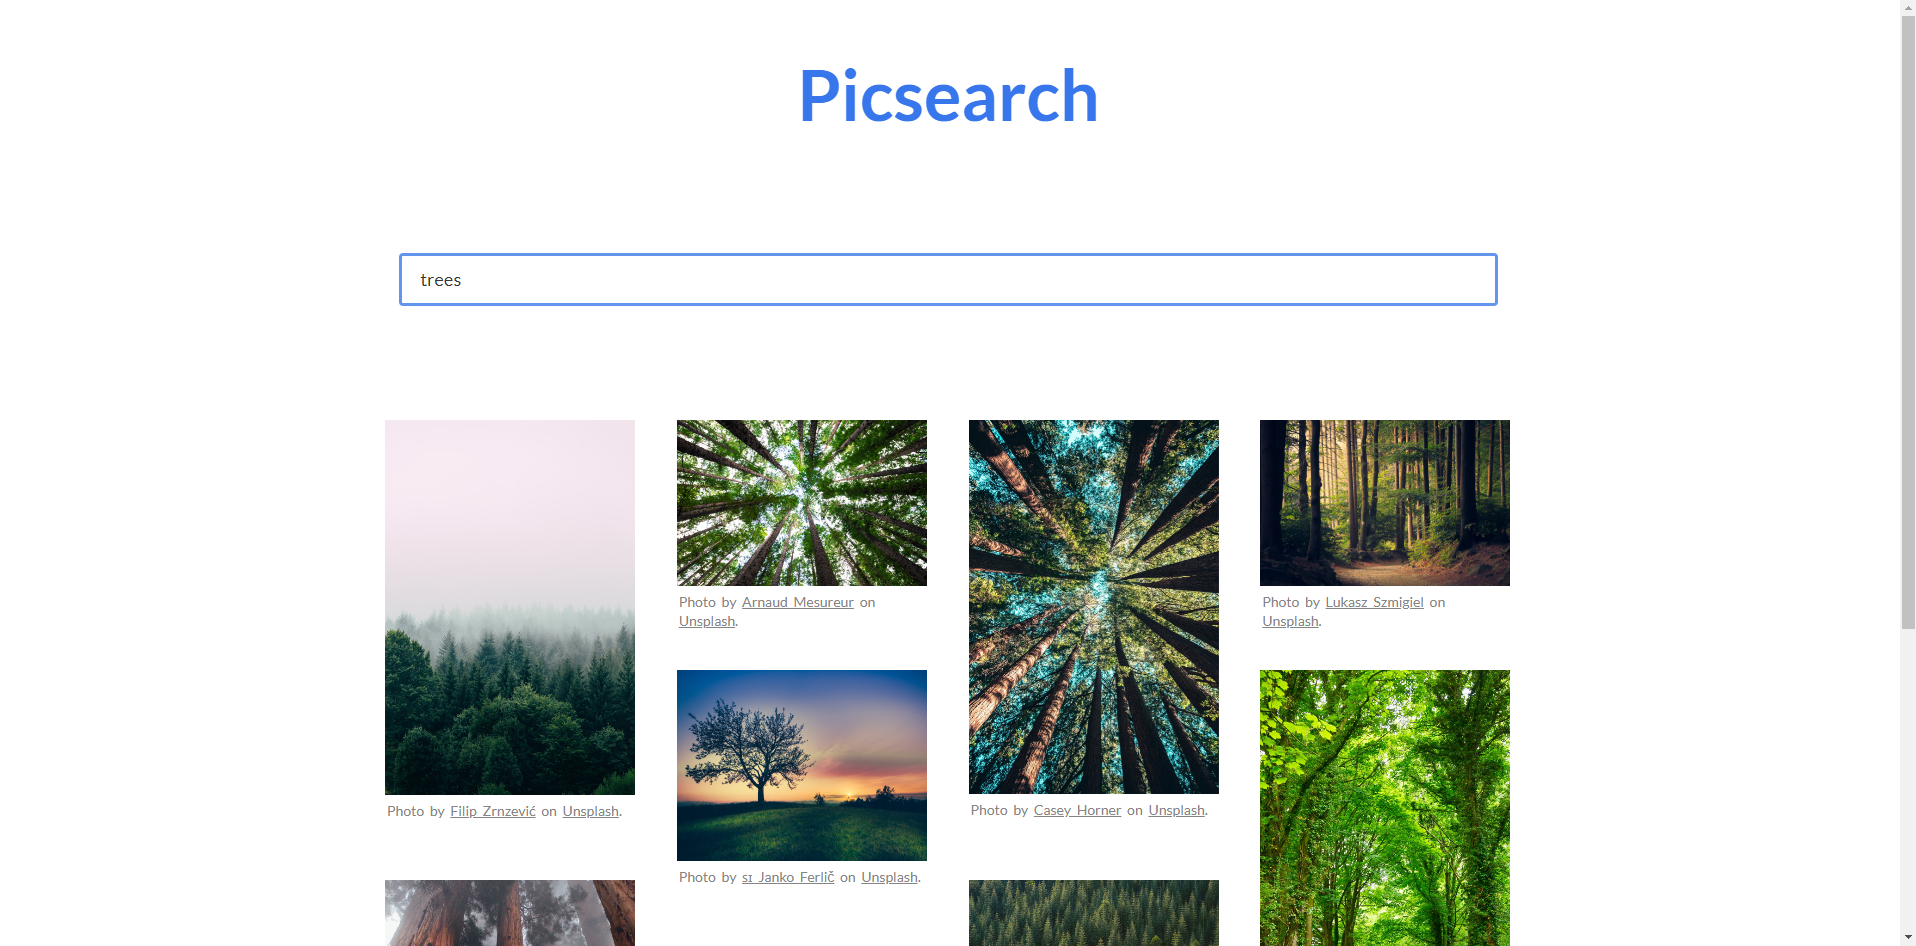 Picsearch
trees
Photo by Arnaud Mesureur on
Unsplash.
Photo by Lukasz Szmigiel on
Unsplash.
Photo by Filip Zrnzević on Unsplash.
Photo by Casey Horner on Unsplash.
Photo by sɪ Janko Ferlič on Unsplash.